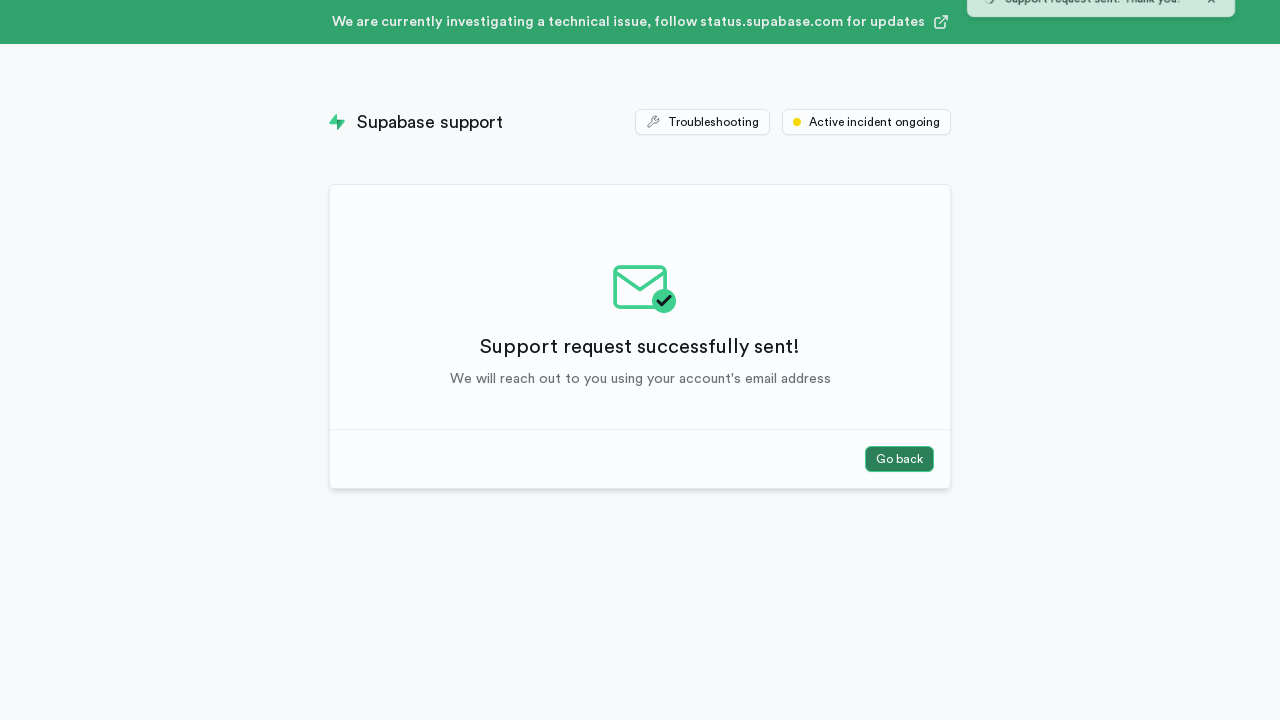 We are currently investigating a technical issue, follow status.supabase.com for updates
Support request sent. Thank you!
Supabase support
Troubleshooting
Active incident ongoing
Support request successfully sent!
We will reach out to you using your account's email address
Go back